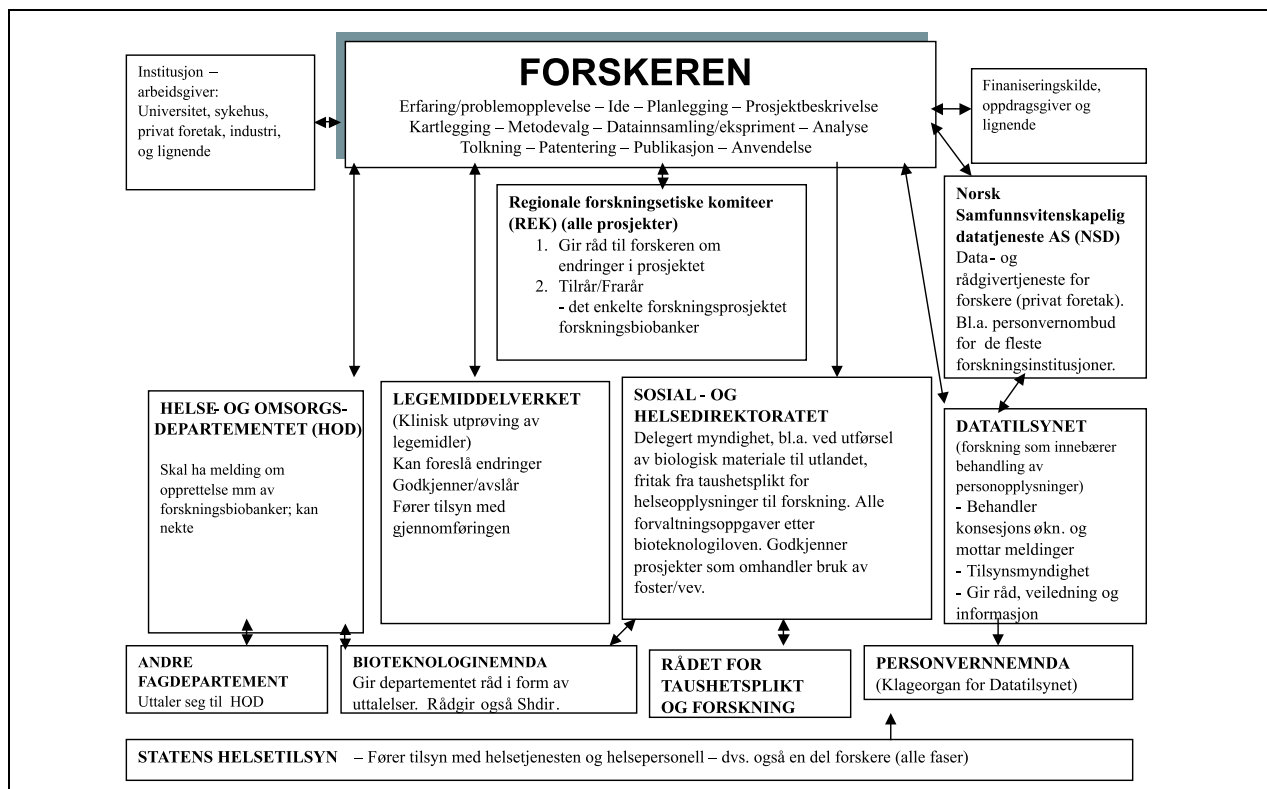 FORSKEREN
Erfaring/problemopplevelse – Ide – Planlegging – Prosjektbeskrivelse
Kartlegging – Metodevalg – Datainnsamling/ekspriment – Analyse
Tolkning – Patentering – Publikasjon – Anvendelse
Institusjon –
arbeidsgiver:
Universitet, sykehus,
privat foretak, industri,
og lignende
Finansieringskilde,
oppdragsgiver og
lignende
Regionale forskningsetiske komiteer
(REK) (alle prosjekter)
1. Gir råd til forskeren om
endringer i prosjektet
2. Tilrår/Frarår
- det enkelte forskningsprosjektet
forskningsbiobanker
Norsk
Samfunnsvitenskapelig
datatjeneste AS (NSD)
Data- og
rådgivertjeneste for
forskere (privat foretak).
Bl.a. personvernombud
for de fleste
forskningsinstitusjoner.
HELSE- OG OMSORGS-
DEPARTEMENTET (HOD)
Skal ha melding om
opprettelse mm av
forskningsbiobanker; kan
nekte
LEGEMIDDELVERKET
(Klinisk utprøving av
legemidler)
Kan foreslå endringer
Godkjenner/avslår
Fører tilsyn med
gjennomføringen
SOSIAL - OG
HELSEDIREKTORATET
Delegert myndighet, bl.a. ved utførsel
av biologisk materiale til utlandet,
fritak fra taushetsplikt for
helseopplysninger til forskning. Alle
forvaltningsoppgaver etter
bioteknologiloven. Godkjenner
prosjekter som omhandler bruk av
foster/vev.
DATATILSYNET
(forskning som innebærer
behandling av
personopplysninger)
- Behandler
konsesjons økn. og
mottar meldinger
- Tilsynsmyndighet
- Gir råd, veiledning og
informasjon
ANDRE
FAGDEPARTEMENT
Uttaler seg til HOD
BIOTEKNOLOGINEMNDA
Gir departementet råd i form av
uttalelser. Rådgir også Shdir.
RÅDET FOR
TAUSHETSPLIKT
OG FORSKNING
PERSONVERNNEMNDA
(Klageorgan for Datatilsynet)
STATENS HELSETILSYN – Fører tilsyn med helsetjenesten og helsepersonell – dvs. også en del forskere (alle faser)